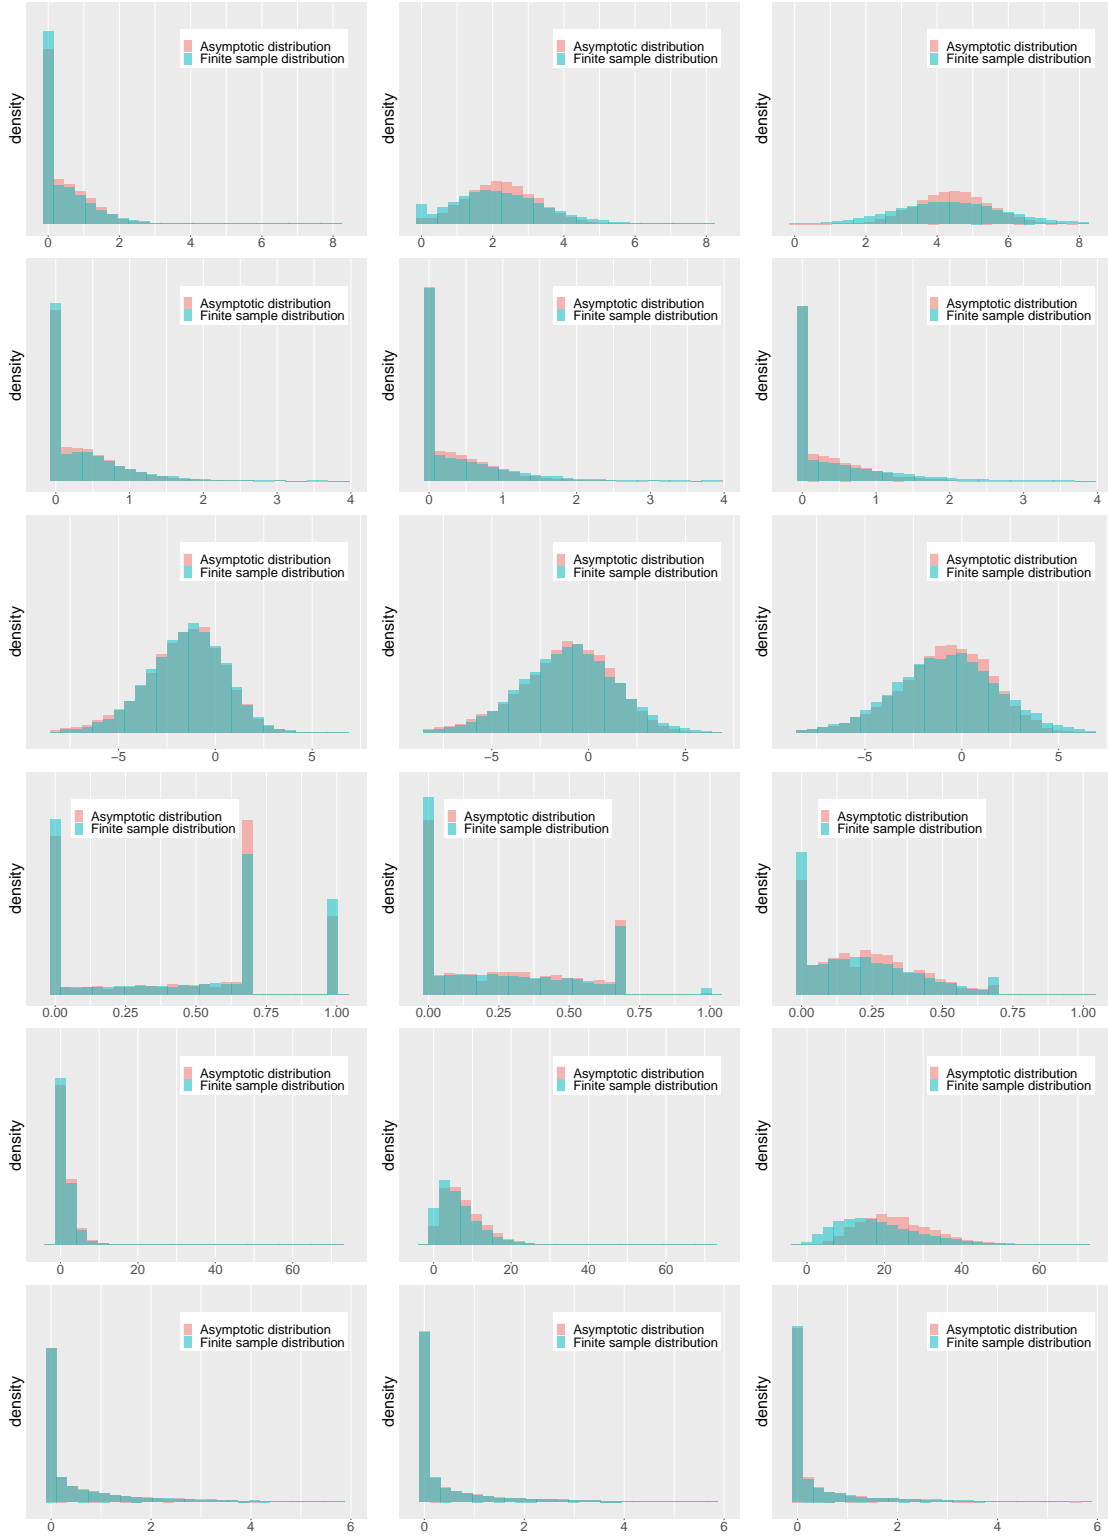 Asymptotic distribution
Finite sample distribution
density
0 2 4 6 8
Asymptotic distribution
Finite sample distribution
density
0 2 4 6 8
Asymptotic distribution
Finite sample distribution
density
0 2 4 6 8
Asymptotic distribution
Finite sample distribution
density
0 1 2 3 4
Asymptotic distribution
Finite sample distribution
density
0 1 2 3 4
Asymptotic distribution
Finite sample distribution
density
0 1 2 3 4
Asymptotic distribution
Finite sample distribution
density
−5 0 5
Asymptotic distribution
Finite sample distribution
density
−5 0 5
Asymptotic distribution
Finite sample distribution
density
−5 0 5
Asymptotic distribution
Finite sample distribution
density
0.00 0.25 0.50 0.75 1.00
Asymptotic distribution
Finite sample distribution
density
0.00 0.25 0.50 0.75 1.00
Asymptotic distribution
Finite sample distribution
density
0.00 0.25 0.50 0.75 1.00
Asymptotic distribution
Finite sample distribution
density
0 20 40 60
Asymptotic distribution
Finite sample distribution
density
0 20 40 60
Asymptotic distribution
Finite sample distribution
density
0 20 40 60
Asymptotic distribution
Finite sample distribution
density
0 2 4 6
Asymptotic distribution
Finite sample distribution
density
0 2 4 6
Asymptotic distribution
Finite sample distribution
density
0 2 4 6